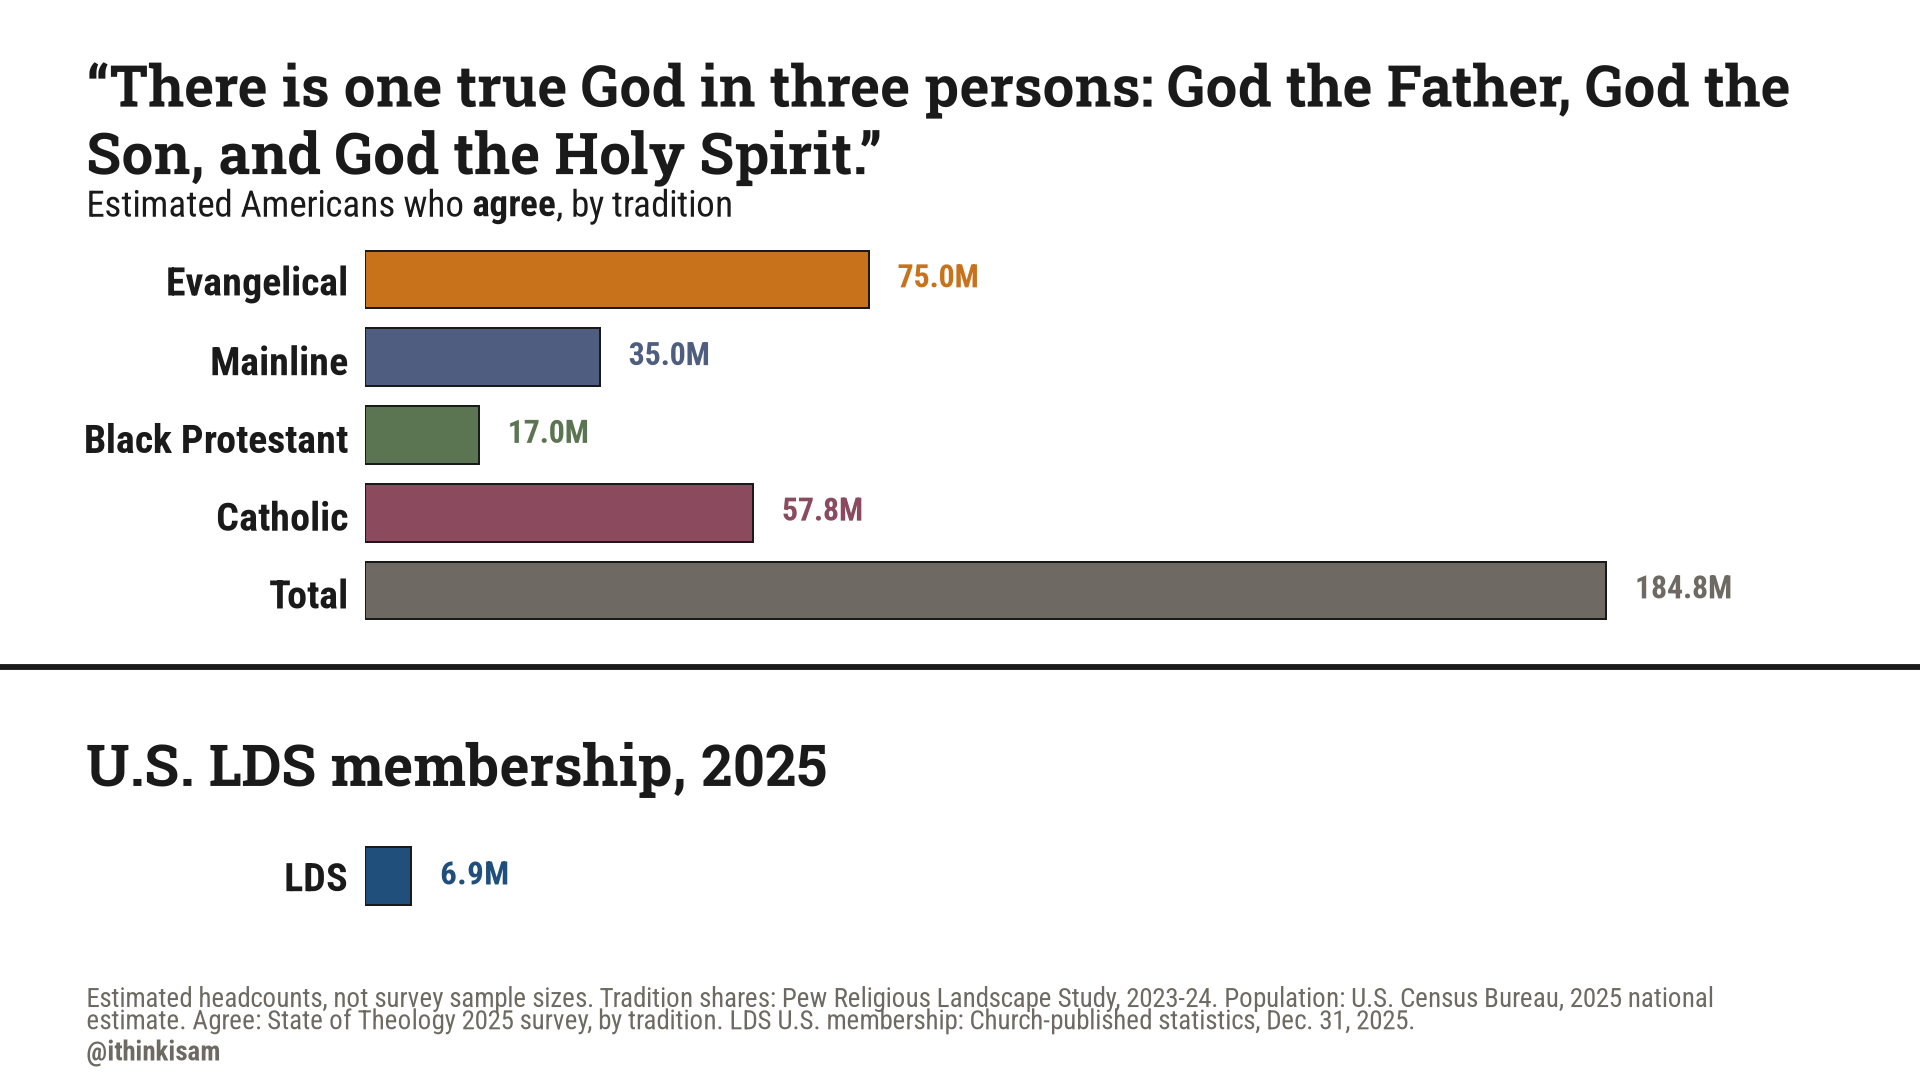 “There is one true God in three persons: God the Father, God the
Son, and God the Holy Spirit.”
Estimated Americans who agree, by tradition
Evangelical 75.0M
Mainline 35.0M
Black Protestant 17.0M
Catholic 57.8M
Total 184.8M
U.S. LDS membership, 2025
LDS 6.9M
Estimated headcounts, not survey sample sizes. Tradition shares: Pew Religious Landscape Study, 2023-24. Population: U.S. Census Bureau, 2025 national
estimate. Agree: State of Theology 2025 survey, by tradition. LDS U.S. membership: Church-published statistics, Dec. 31, 2025.
@ithinkisam